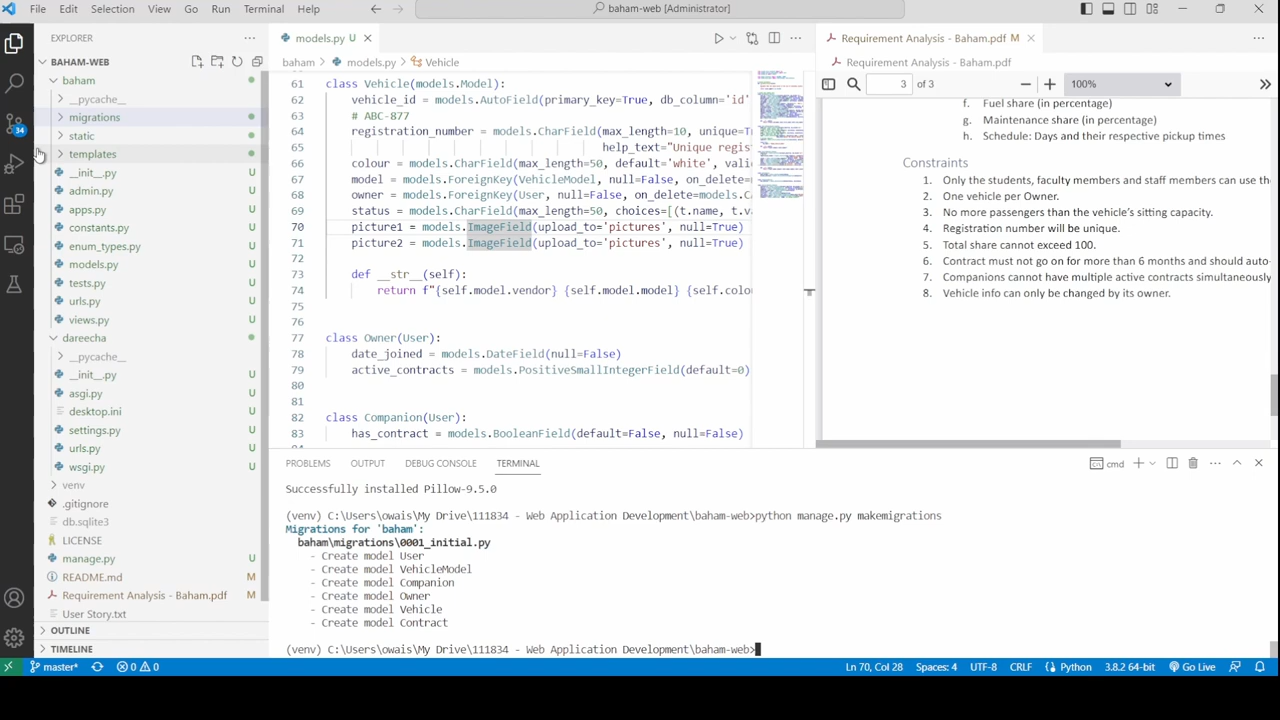 File Edit Selection View Go Run Terminal Help
baham-web [Administrator]
EXPLORER
BAHAM-WEB
baham
__pycache__
migrations
static
templates
__init__.py U
admin.py U
apps.py U
constants.py U
enum_types.py U
models.py U
tests.py U
urls.py U
views.py U
dareecha
__pycache__
__init__.py U
asgi.py U
desktop.ini U
settings.py U
urls.py U
wsgi.py U
venv
.gitignore
db.sqlite3
LICENSE
manage.py U
README.md M
Requirement Analysis - Baham.pdf M
User Story.txt
OUTLINE
TIMELINE
34
models.py U
baham > models.py > Vehicle
61 class Vehicle(models.Model):
62 vehicle_id = models.AutoField(primary_key=True, db_column='id'
63 # ABC-877
64 registration_number = models.CharField(max_length=10, unique=T
65 help_text="Unique regis
66 colour = models.CharField(max_length=50, default='white', vali
67 model = models.ForeignKey(VehicleModel, null=False, on_delete=
68 owner = models.ForeignKey(User, null=False, on_delete=models.C
69 status = models.CharField(max_length=50, choices=[(t.name, t.v
70 picture1 = models.ImageField(upload_to='pictures', null=True)
71 picture2 = models.ImageField(upload_to='pictures', null=True)
72
73 def __str__(self):
74 return f"{self.model.vendor} {self.model.model} {self.colo
75
76
77 class Owner(User):
78 date_joined = models.DateField(null=False)
79 active_contracts = models.PositiveSmallIntegerField(default=0)
80
81
82 class Companion(User):
83 has_contract = models.BooleanField(default=False, null=False)
Requirement Analysis - Baham.pdf M
Requirement Analysis - Baham.pdf
3 of 3 100%
f. Fuel share (in percentage)
g. Maintenance share (in percentage)
h. Schedule: Days and their respective pickup times.
Constraints
1. Only the students, faculty members and staff members can use the
2. One vehicle per Owner.
3. No more passengers than the vehicle's sitting capacity.
4. Registration number will be unique.
5. Total share cannot exceed 100.
6. Contract must not go on for more than 6 months and should auto-
7. Companions cannot have multiple active contracts simultaneously
8. Vehicle info can only be changed by its owner.
PROBLEMS OUTPUT DEBUG CONSOLE TERMINAL
cmd
Successfully installed Pillow-9.5.0
(venv) C:\Users\owais\My Drive\111834 - Web Application Development\baham-web>python manage.py makemigrations
Migrations for 'baham':
baham\migrations\0001_initial.py
- Create model User
- Create model VehicleModel
- Create model Companion
- Create model Owner
- Create model Vehicle
- Create model Contract
(venv) C:\Users\owais\My Drive\111834 - Web Application Development\baham-web>
master* 0 0 Ln 70, Col 28 Spaces: 4 UTF-8 CRLF Python 3.8.2 64-bit Go Live